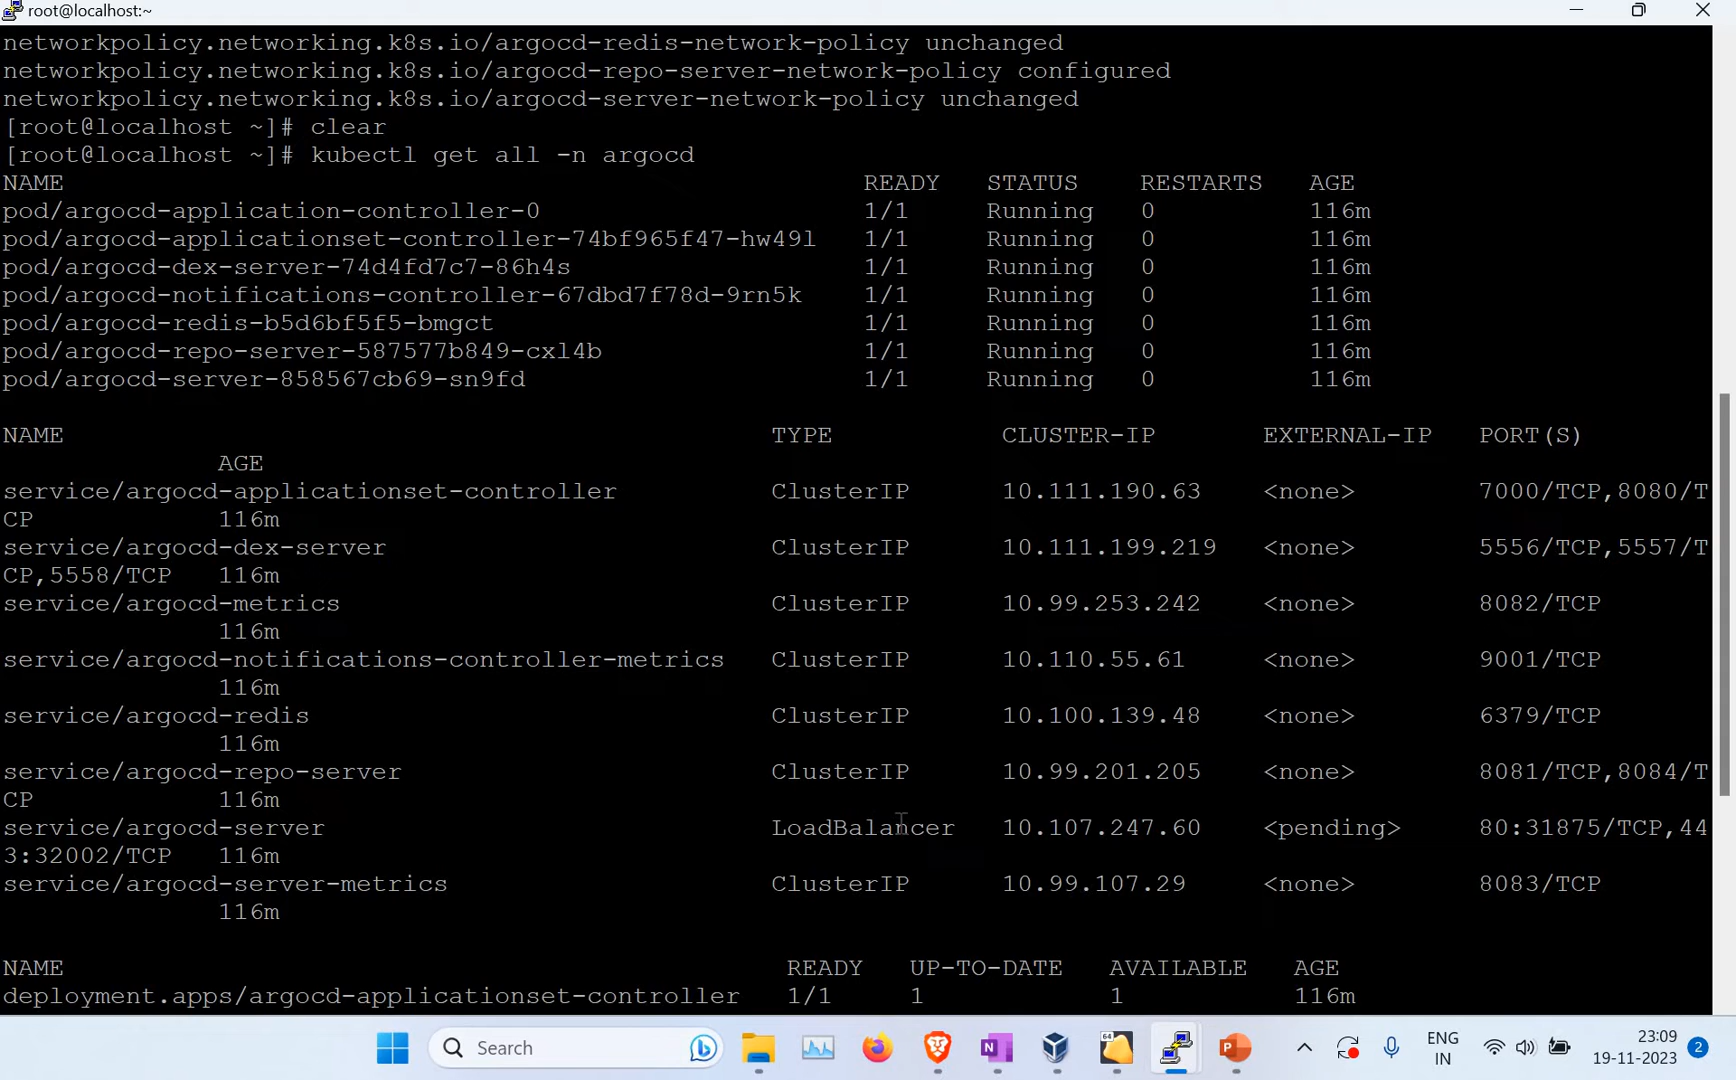 root@localhost:~
networkpolicy.networking.k8s.io/argocd-redis-network-policy unchanged
networkpolicy.networking.k8s.io/argocd-repo-server-network-policy configured
networkpolicy.networking.k8s.io/argocd-server-network-policy unchanged
[root@localhost ~]# clear
[root@localhost ~]# kubectl get all -n argocd
NAME READY STATUS RESTARTS AGE
pod/argocd-application-controller-0 1/1 Running 0 116m
pod/argocd-applicationset-controller-74bf965f47-hw49l 1/1 Running 0 116m
pod/argocd-dex-server-74d4fd7c7-86h4s 1/1 Running 0 116m
pod/argocd-notifications-controller-67dbd7f78d-9rn5k 1/1 Running 0 116m
pod/argocd-redis-b5d6bf5f5-bmgct 1/1 Running 0 116m
pod/argocd-repo-server-587577b849-cxl4b 1/1 Running 0 116m
pod/argocd-server-858567cb69-sn9fd 1/1 Running 0 116m
NAME TYPE CLUSTER-IP EXTERNAL-IP PORT(S)
AGE
service/argocd-applicationset-controller ClusterIP 10.111.190.63 <none> 7000/TCP,8080/T
CP 116m
service/argocd-dex-server ClusterIP 10.111.199.219 <none> 5556/TCP,5557/T
CP,5558/TCP 116m
service/argocd-metrics ClusterIP 10.99.253.242 <none> 8082/TCP
116m
service/argocd-notifications-controller-metrics ClusterIP 10.110.55.61 <none> 9001/TCP
116m
service/argocd-redis ClusterIP 10.100.139.48 <none> 6379/TCP
116m
service/argocd-repo-server ClusterIP 10.99.201.205 <none> 8081/TCP,8084/T
CP 116m
service/argocd-server LoadBalancer 10.107.247.60 <pending> 80:31875/TCP,44
3:32002/TCP 116m
service/argocd-server-metrics ClusterIP 10.99.107.29 <none> 8083/TCP
116m
NAME READY UP-TO-DATE AVAILABLE AGE
deployment.apps/argocd-applicationset-controller 1/1 1 1 116m
Search
64
ENG
IN
23:09
19-11-2023
2